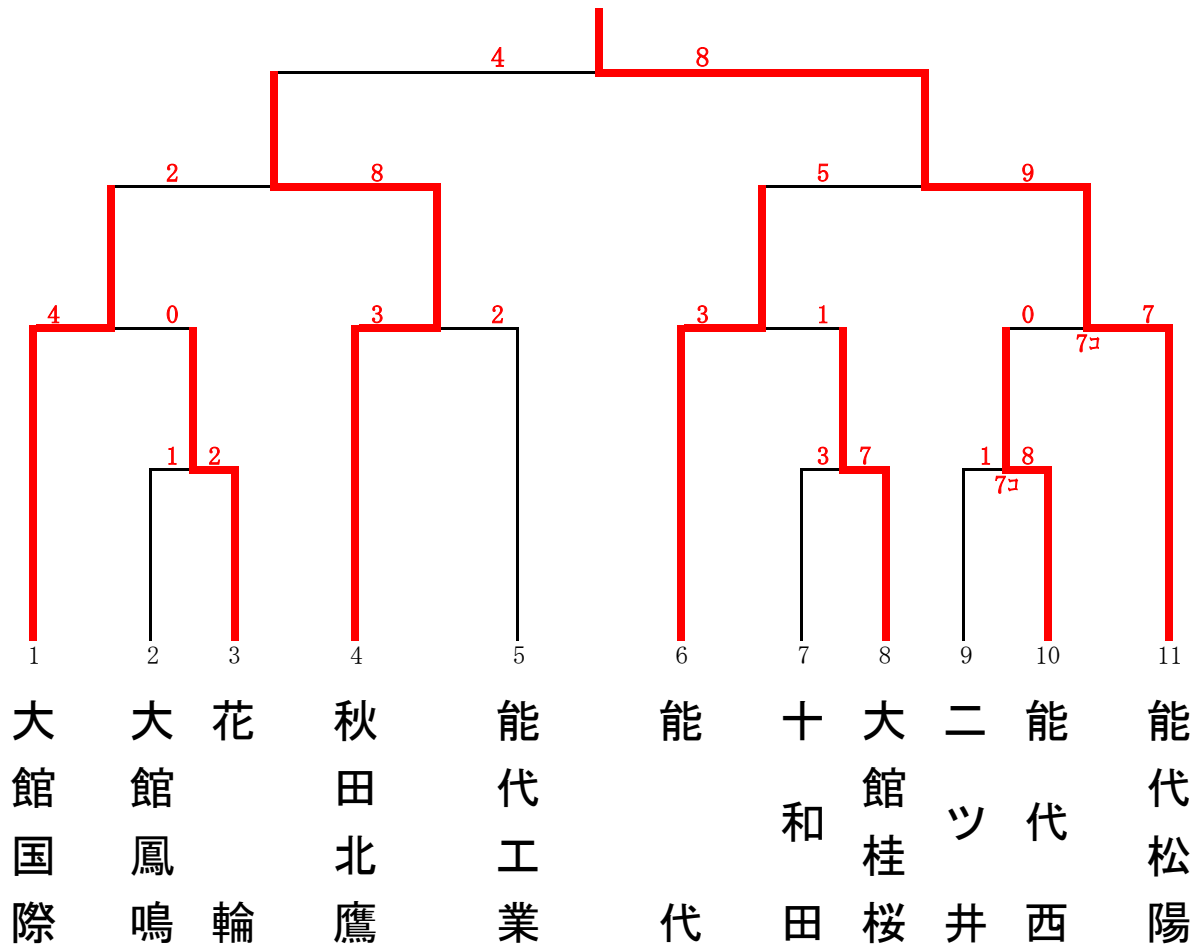 4 8
2 8 5 9
4 0 3 2 3 1 0 7
7コ
1 2 3 7 1 8
7コ
1 2 3 4 5 6 7 8 9 10 11
大館国際
大館鳳鳴
花輪
秋田北鷹
能代工業
能代
十和田
大館桂桜
二ツ井
能代西
能代松陽